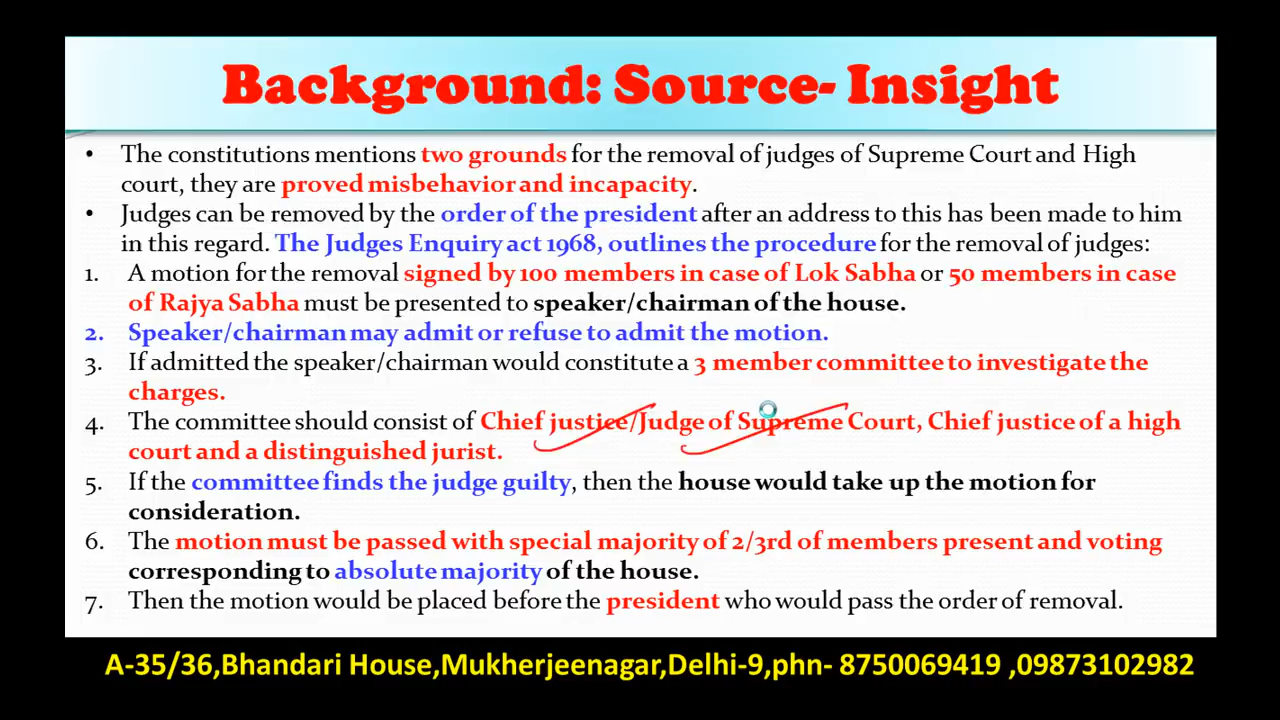 Background: Source- Insight
• The constitutions mentions two grounds for the removal of judges of Supreme Court and High
court, they are proved misbehavior and incapacity.
• Judges can be removed by the order of the president after an address to this has been made to him
in this regard. The Judges Enquiry act 1968, outlines the procedure for the removal of judges:
1. A motion for the removal signed by 100 members in case of Lok Sabha or 50 members in case
of Rajya Sabha must be presented to speaker/chairman of the house.
2. Speaker/chairman may admit or refuse to admit the motion.
3. If admitted the speaker/chairman would constitute a 3 member committee to investigate the
charges.
4. The committee should consist of Chief justice/Judge of Supreme Court, Chief justice of a high
court and a distinguished jurist.
5. If the committee finds the judge guilty, then the house would take up the motion for
consideration.
6. The motion must be passed with special majority of 2/3rd of members present and voting
corresponding to absolute majority of the house.
7. Then the motion would be placed before the president who would pass the order of removal.
A-35/36,Bhandari House,Mukherjeenagar,Delhi-9,phn- 8750069419 ,09873102982